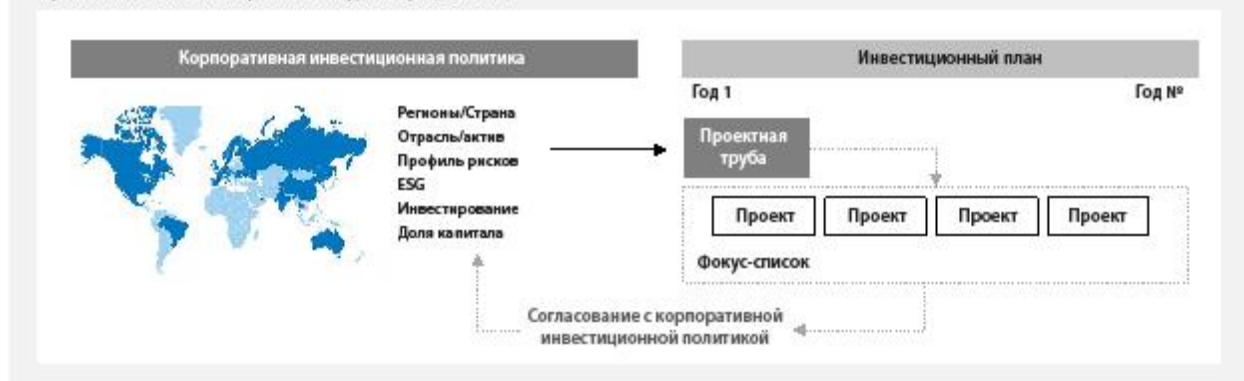 Корпоративная инвестиционная политика
Инвестиционный план
Год 1
Год №
Регионы/Страна
Отрасль/актив
Профиль рисков
ESG
Инвестирование
Доля капитала
Проектная
труба
Проект
Проект
Проект
Проект
Фокус-список
Согласование с корпоративной
инвестиционной политикой